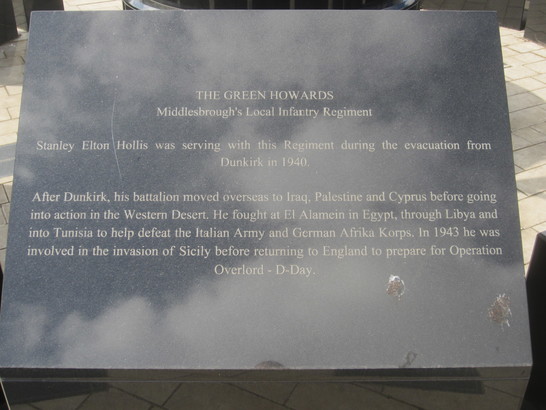 THE GREEN HOWARDS
Middlesbrough's Local Infantry Regiment
Stanley Elton Hollis was serving with this Regiment during the evacuation from
Dunkirk in 1940.
After Dunkirk, his battalion moved overseas to Iraq, Palestine and Cyprus before going
into action in the Western Desert. He fought at El Alamein in Egypt, through Libya and
into Tunisia to help defeat the Italian Army and German Afrika Korps. In 1943 he was
involved in the invasion of Sicily before returning to England to prepare for Operation
Overlord - D-Day.